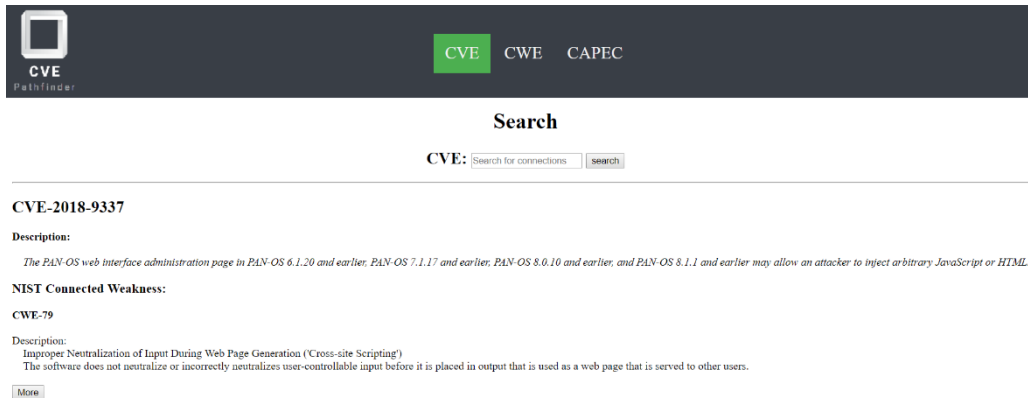 CVE
Pathfinder
CVE CWE CAPEC
Search
CVE: Search for connections search
CVE-2018-9337
Description:
The PAN-OS web interface administration page in PAN-OS 6.1.20 and earlier, PAN-OS 7.1.17 and earlier, PAN-OS 8.0.10 and earlier, and PAN-OS 8.1.1 and earlier may allow an attacker to inject arbitrary JavaScript or HTML
NIST Connected Weakness:
CWE-79
Description:
Improper Neutralization of Input During Web Page Generation ('Cross-site Scripting')
The software does not neutralize or incorrectly neutralizes user-controllable input before it is placed in output that is used as a web page that is served to other users.
More